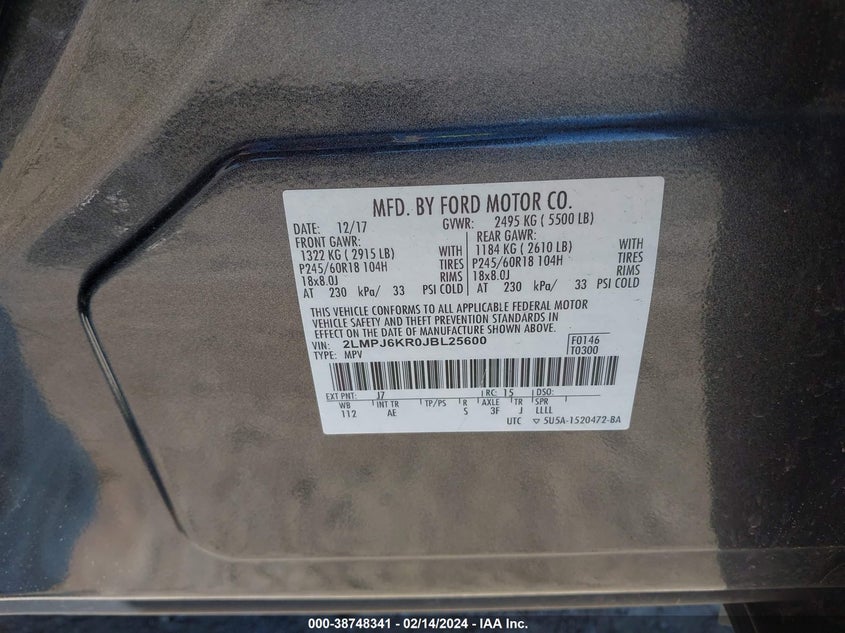 MFD. BY FORD MOTOR CO.
DATE: 12/17 GVWR: 2495 KG ( 5500 LB)
FRONT GAWR: REAR GAWR:
1322 KG ( 2915 LB) WITH 1184 KG ( 2610 LB) WITH
P245/60R18 104H TIRES P245/60R18 104H TIRES
18x8.0J RIMS 18x8.0J RIMS
AT 230 kPa/ 33 PSI COLD AT 230 kPa/ 33 PSI COLD
THIS VEHICLE CONFORMS TO ALL APPLICABLE FEDERAL MOTOR
VEHICLE SAFETY AND THEFT PREVENTION STANDARDS IN
EFFECT ON THE DATE OF MANUFACTURE SHOWN ABOVE.
VIN: 2LMPJ6KR0JBL25600 F0146
TYPE: MPV T0300
EXT PNT: J7 RC: 15 DSO:
WB INT TR TP/PS R AXLE TR SPR
112 AE S 3F J LLLL
UTC ▽ 5U5A-1520472-BA
000-38748341 - 02/14/2024 - IAA Inc.